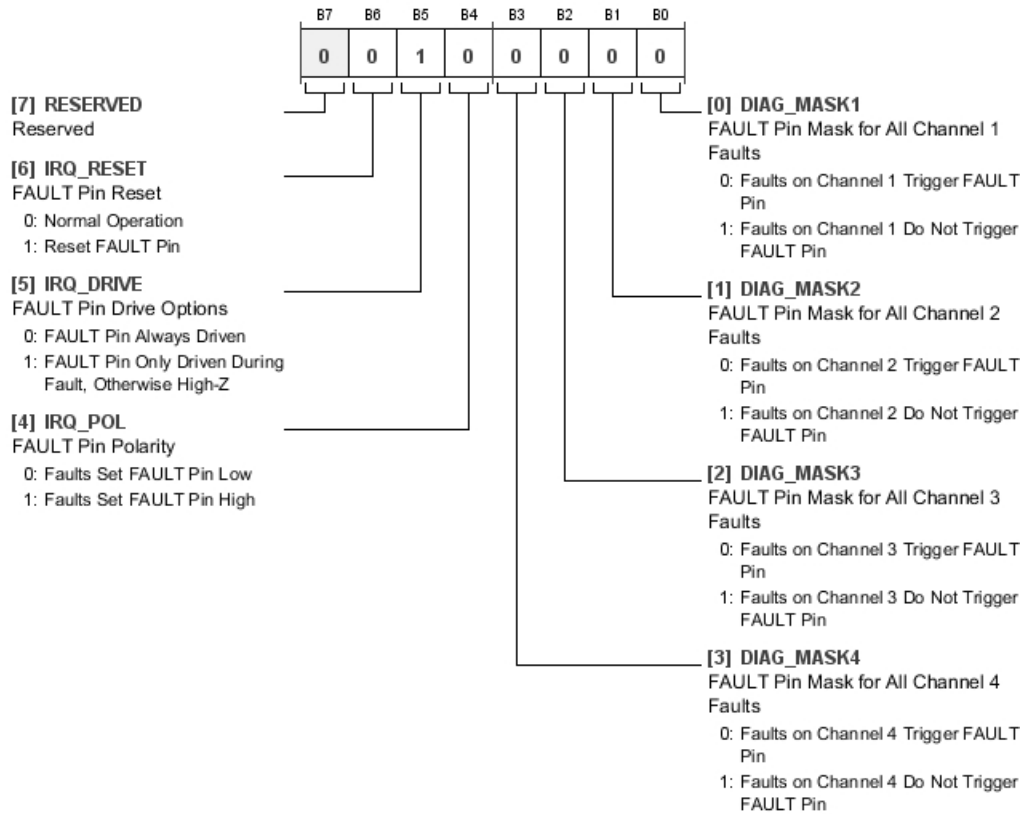 B7 B6 B5 B4 B3 B2 B1 B0
0 0 1 0 0 0 0 0
[7] RESERVED
Reserved
[6] IRQ_RESET
FAULT Pin Reset
0: Normal Operation
1: Reset FAULT Pin
[5] IRQ_DRIVE
FAULT Pin Drive Options
0: FAULT Pin Always Driven
1: FAULT Pin Only Driven During
Fault, Otherwise High-Z
[4] IRQ_POL
FAULT Pin Polarity
0: Faults Set FAULT Pin Low
1: Faults Set FAULT Pin High
[0] DIAG_MASK1
FAULT Pin Mask for All Channel 1
Faults
0: Faults on Channel 1 Trigger FAULT
Pin
1: Faults on Channel 1 Do Not Trigger
FAULT Pin
[1] DIAG_MASK2
FAULT Pin Mask for All Channel 2
Faults
0: Faults on Channel 2 Trigger FAULT
Pin
1: Faults on Channel 2 Do Not Trigger
FAULT Pin
[2] DIAG_MASK3
FAULT Pin Mask for All Channel 3
Faults
0: Faults on Channel 3 Trigger FAULT
Pin
1: Faults on Channel 3 Do Not Trigger
FAULT Pin
[3] DIAG_MASK4
FAULT Pin Mask for All Channel 4
Faults
0: Faults on Channel 4 Trigger FAULT
Pin
1: Faults on Channel 4 Do Not Trigger
FAULT Pin